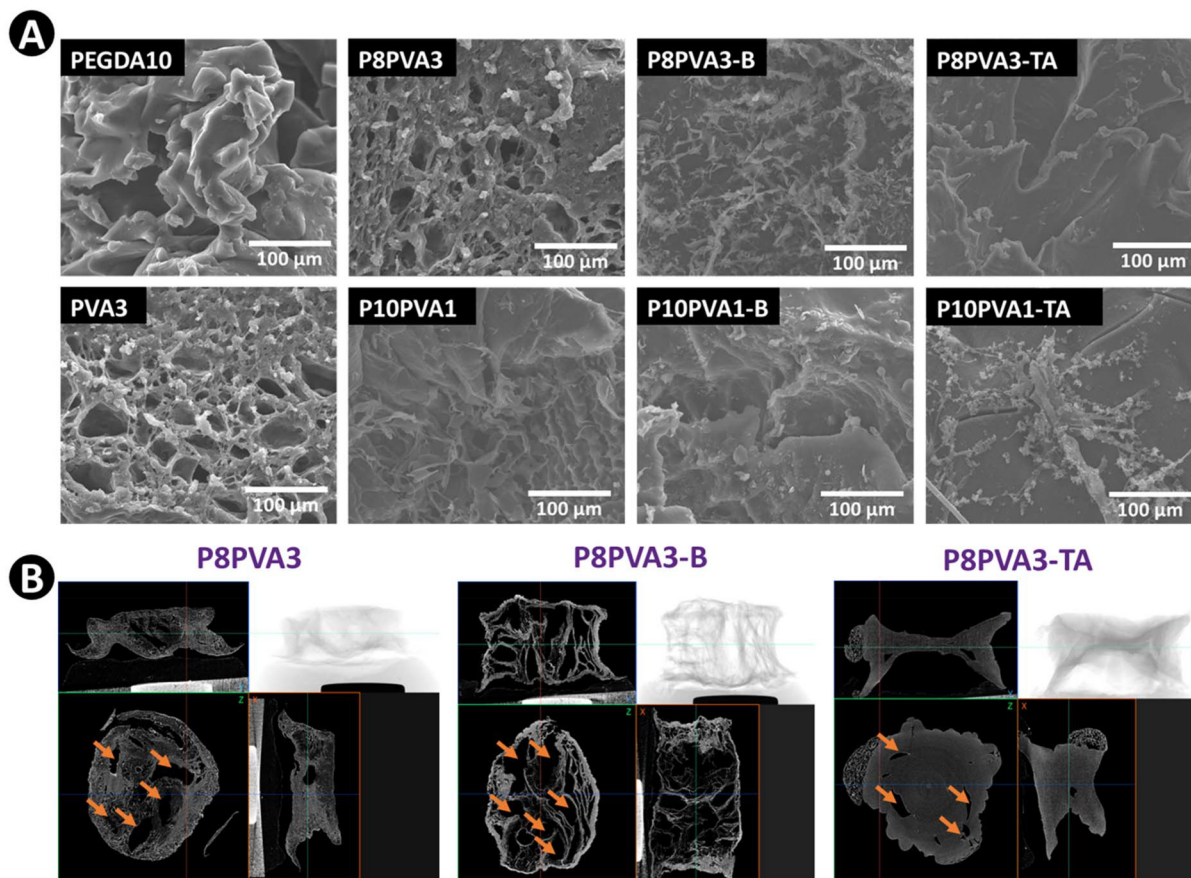 A
PEGDA10
P8PVA3
P8PVA3-B
P8PVA3-TA
100 µm
100 µm
100 µm
100 µm
PVA3
P10PVA1
P10PVA1-B
P10PVA1-TA
100 µm
100 µm
100 µm
100 µm
B
P8PVA3
P8PVA3-B
P8PVA3-TA
Z
X
Z
X
Z
X